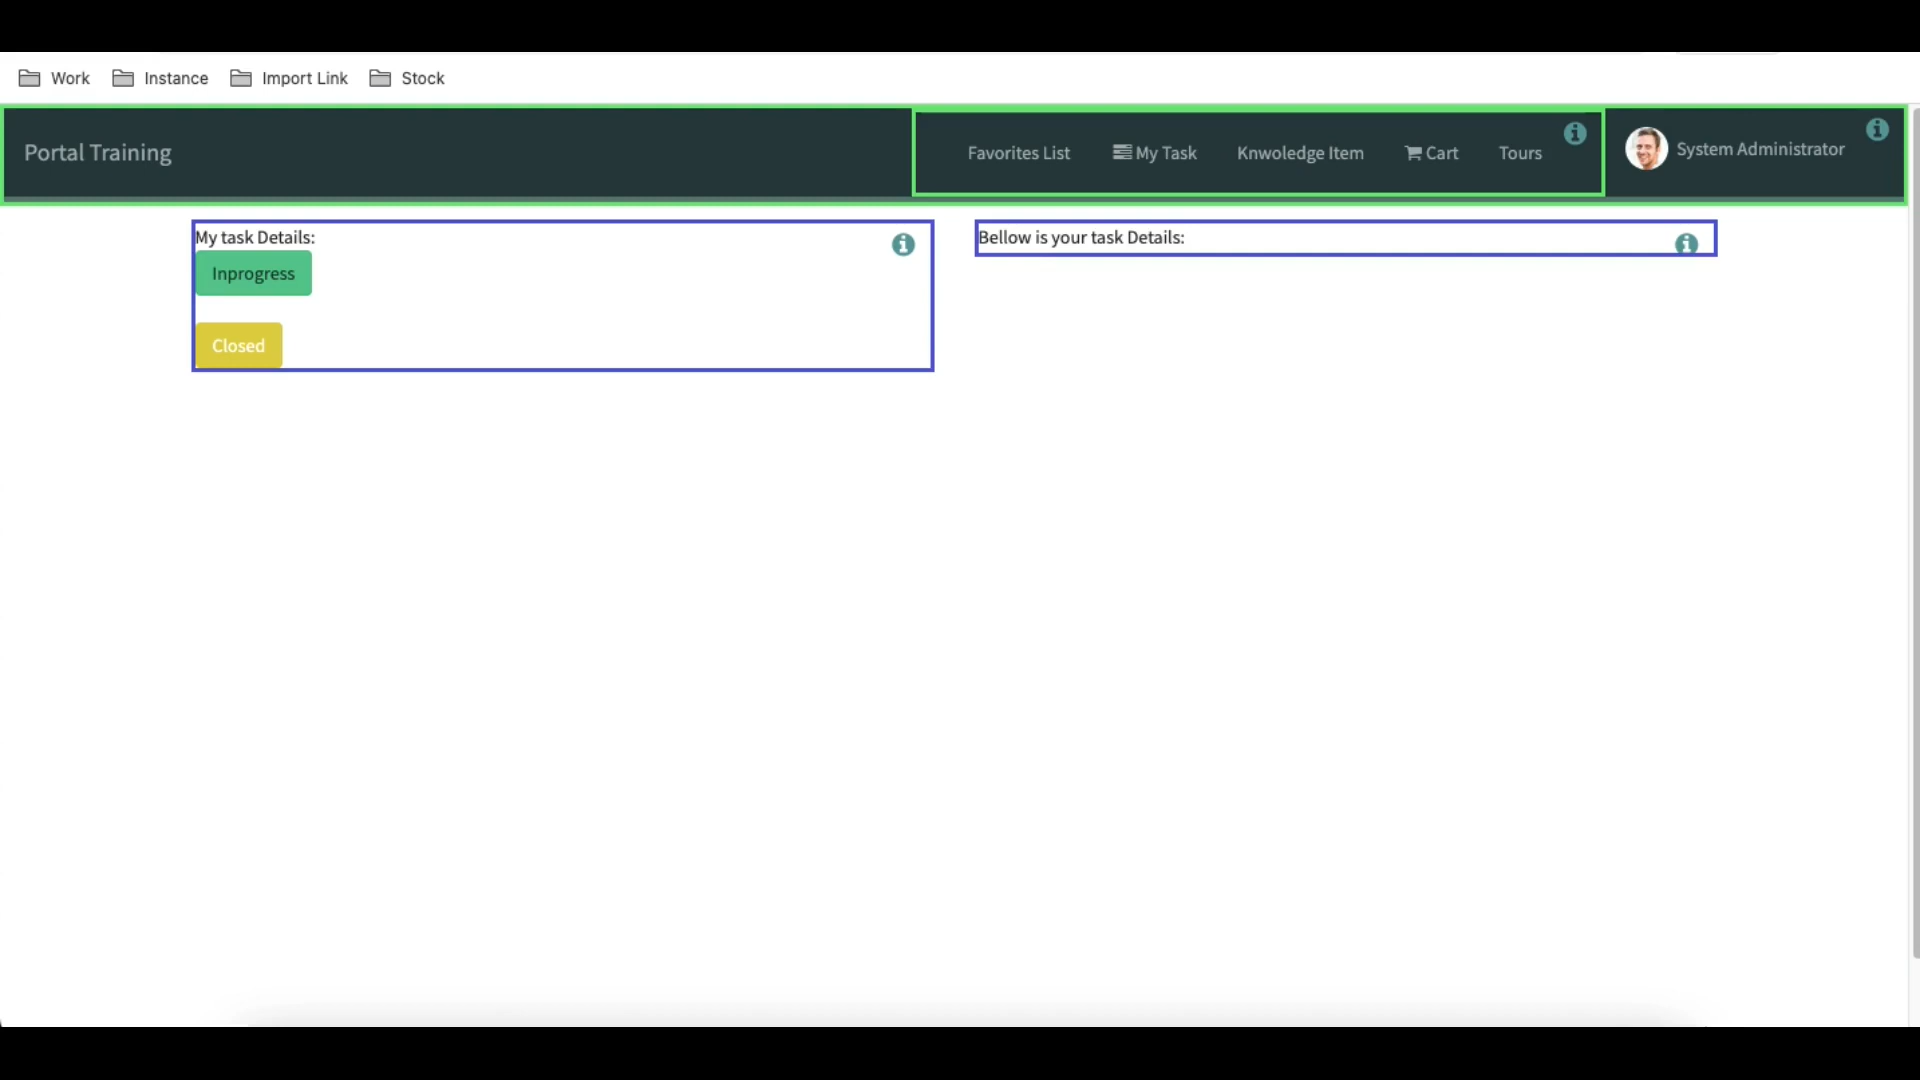 Work Instance Import Link Stock
Portal Training Favorites List My Task Knwoledge Item Cart Tours System Administrator
My task Details:
Inprogress
Closed
Bellow is your task Details: